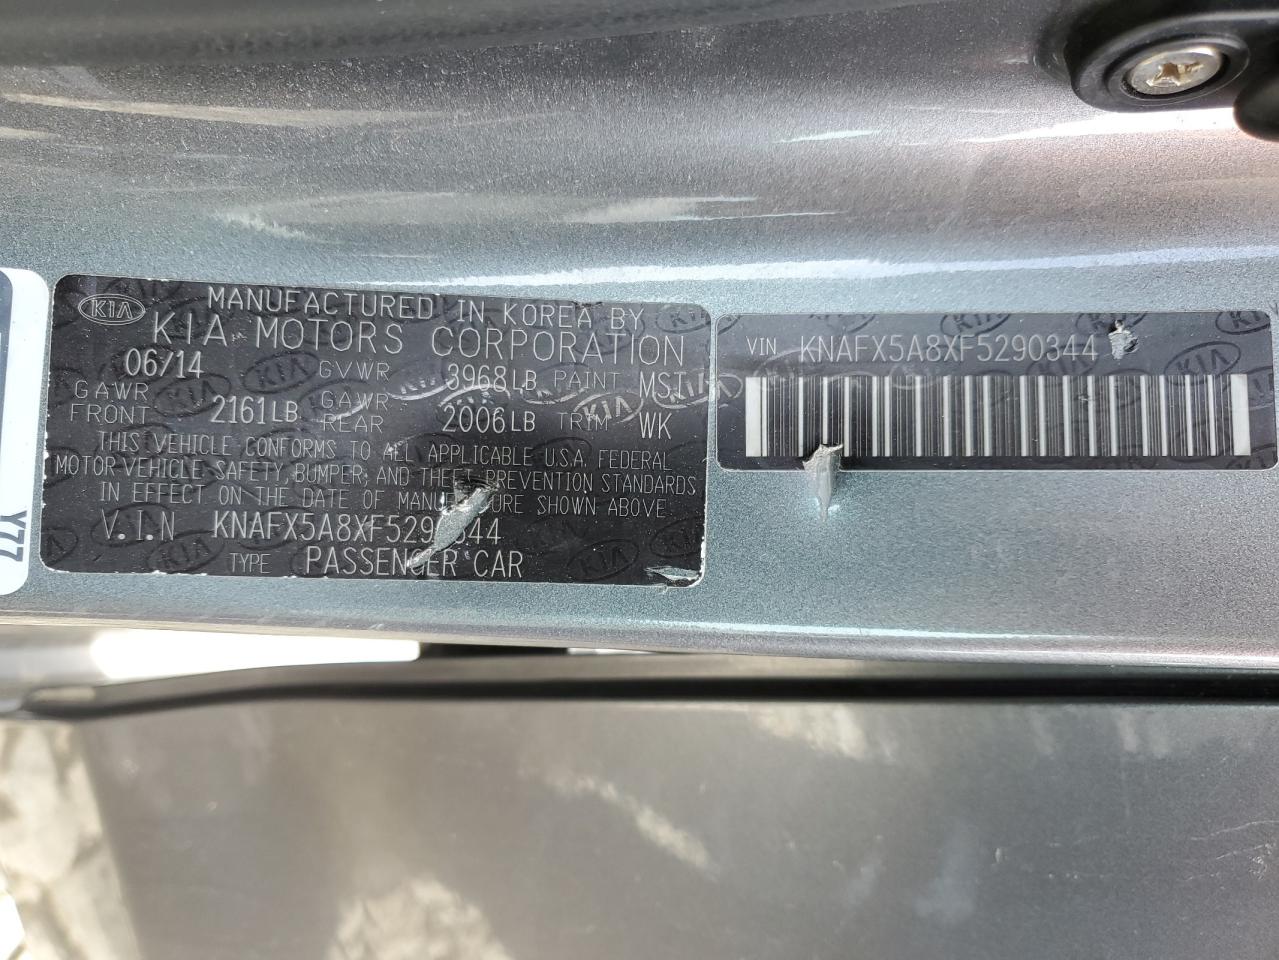 KIA
MANUFACTURED IN KOREA BY
KIA MOTORS CORPORATION
06/14 GVWR 3968LB PAINT MST
GAWR FRONT 2161LB GAWR REAR 2006LB TRIM WK
THIS VEHICLE CONFORMS TO ALL APPLICABLE U.S.A. FEDERAL
MOTOR VEHICLE SAFETY, BUMPER, AND THEFT PREVENTION STANDARDS
IN EFFECT ON THE DATE OF MANUFACTURE SHOWN ABOVE.
V.I.N KNAFX5A8XF5290344
TYPE PASSENGER CAR
VIN KNAFX5A8XF5290344